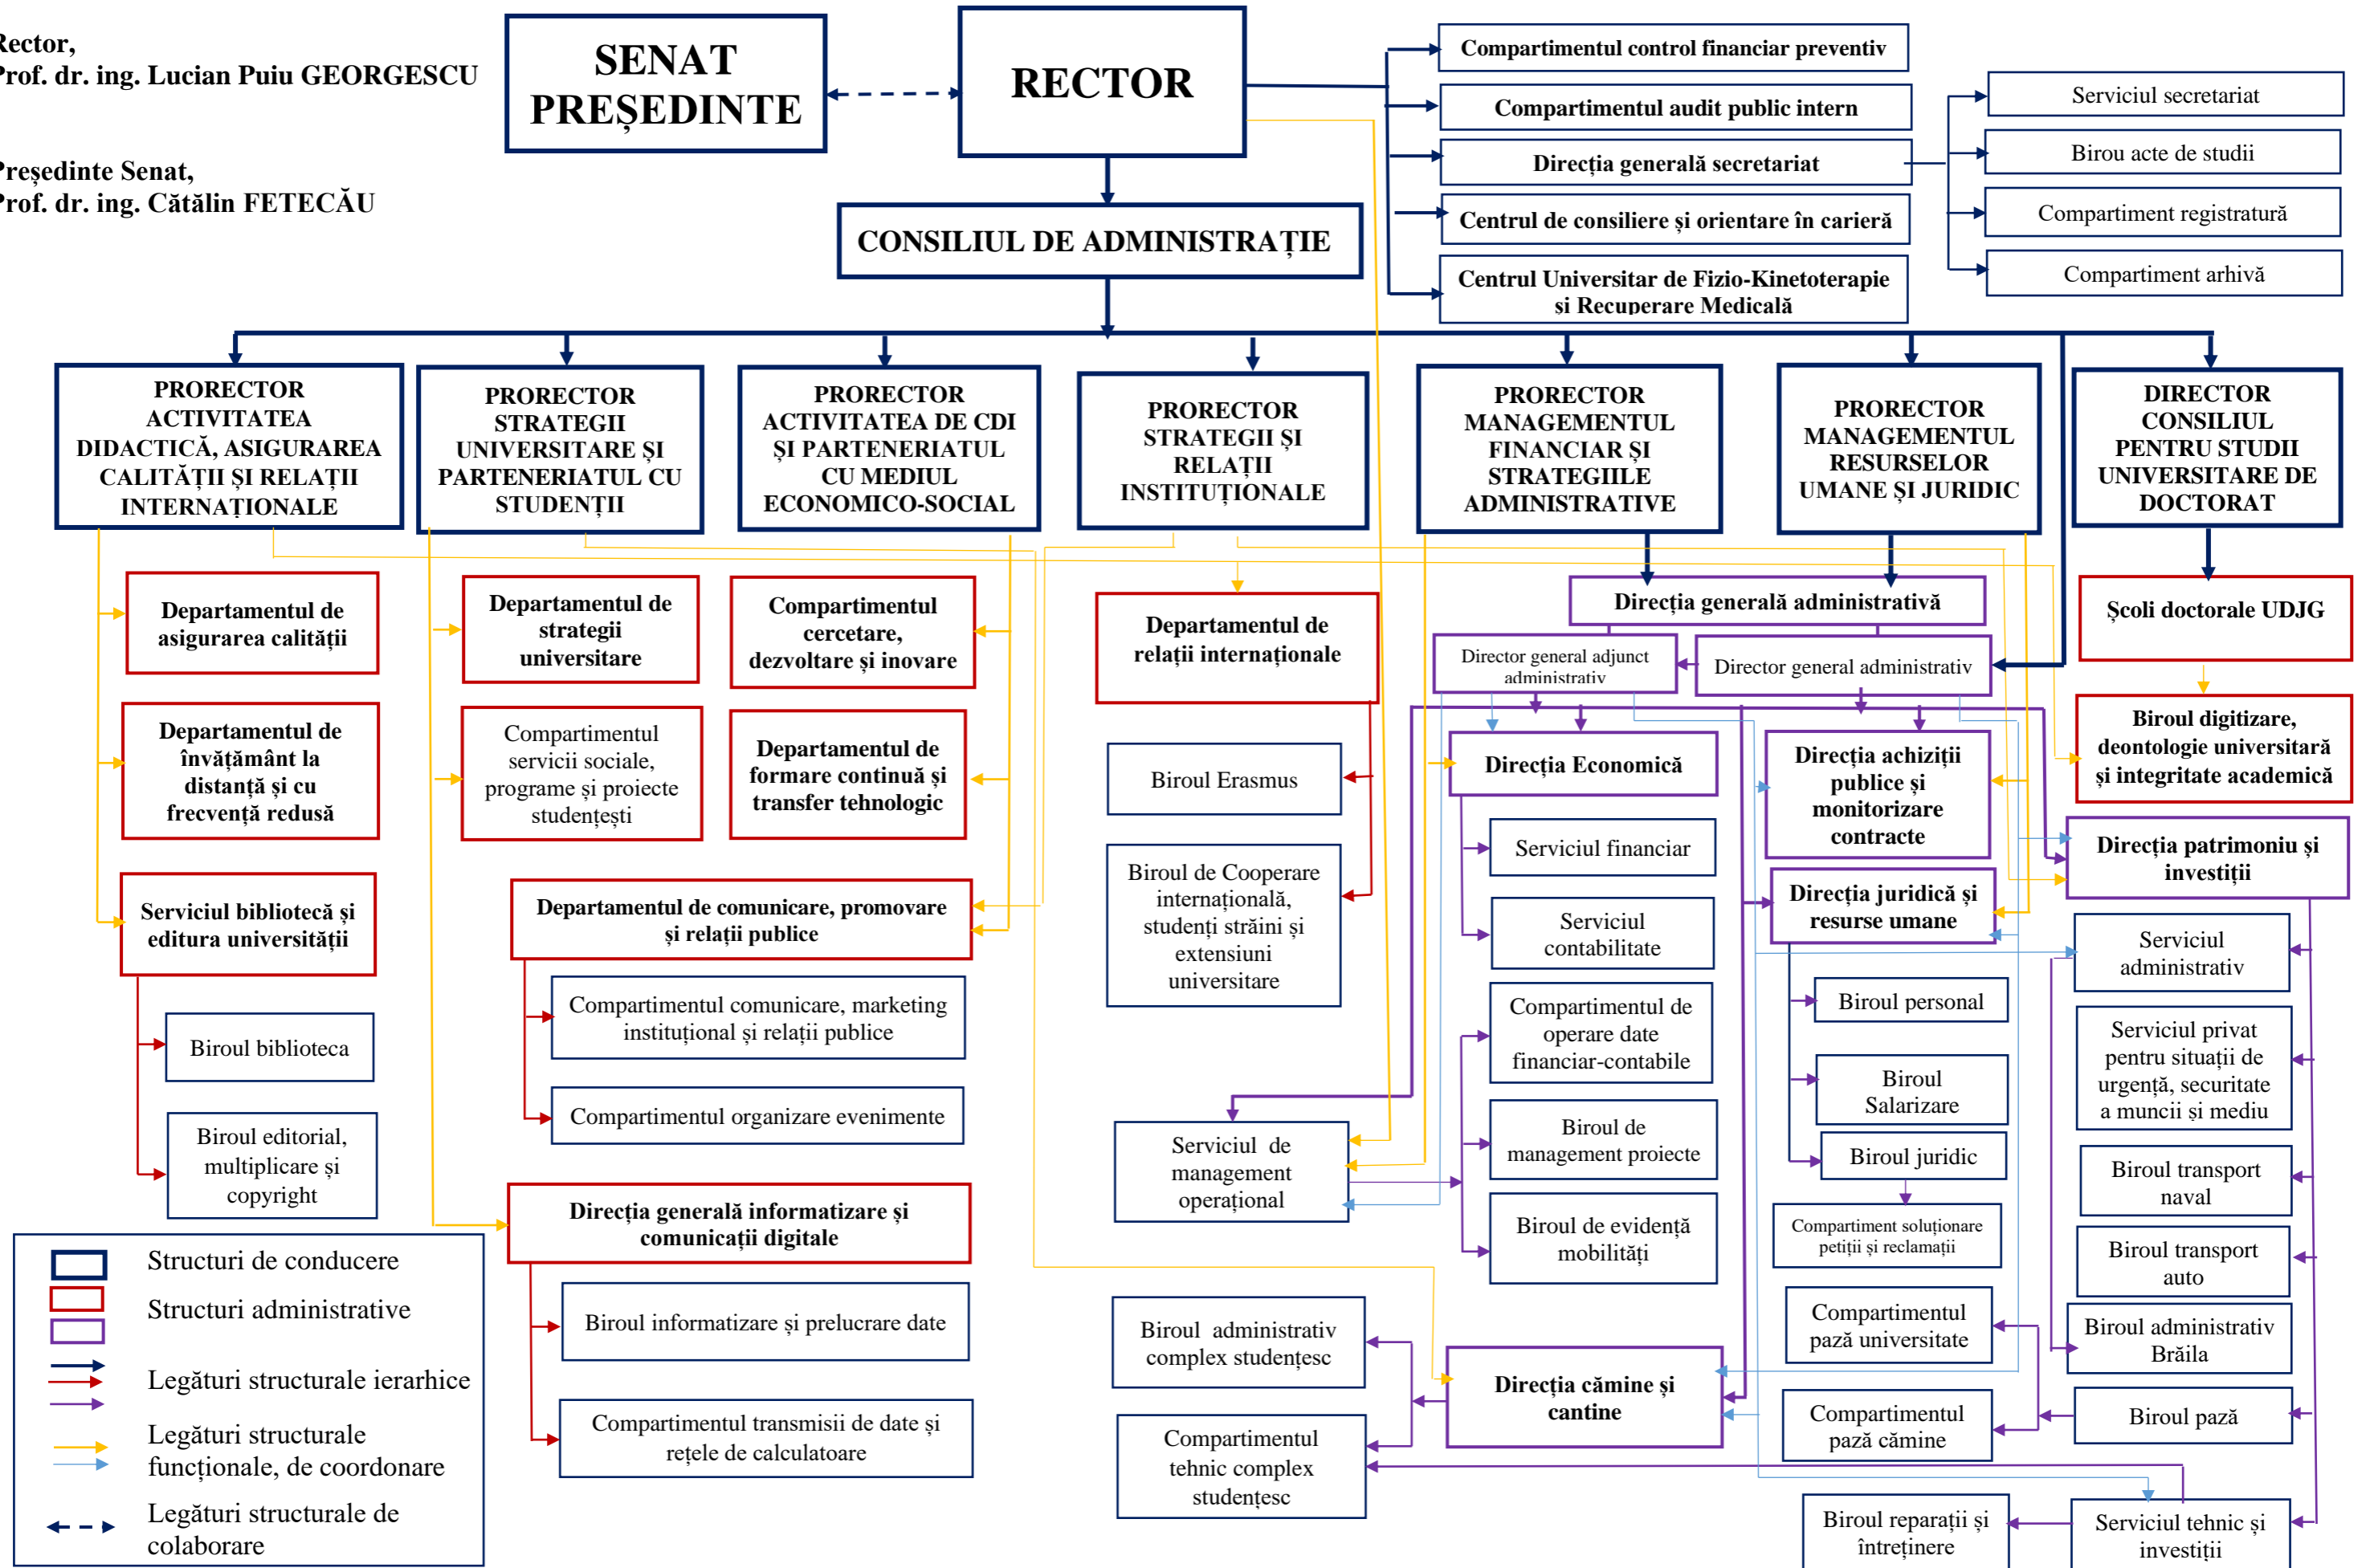 Rector,
Prof. dr. ing. Lucian Puiu GEORGESCU
Președinte Senat,
Prof. dr. ing. Cătălin FETECĂU
SENAT
PREȘEDINTE
RECTOR
CONSILIUL DE ADMINISTRAȚIE
Compartimentul control financiar preventiv
Compartimentul audit public intern
Direcția generală secretariat
Centrul de consiliere și orientare în carieră
Centrul Universitar de Fizio-Kinetoterapie
și Recuperare Medicală
Serviciul secretariat
Birou acte de studii
Compartiment registratură
Compartiment arhivă
PRORECTOR
ACTIVITATEA
DIDACTICĂ, ASIGURAREA
CALITĂȚII ȘI RELAȚII
INTERNAȚIONALE
PRORECTOR
STRATEGII
UNIVERSITARE ȘI
PARTENERIATUL CU
STUDENȚII
PRORECTOR
ACTIVITATEA DE CDI
ȘI PARTENERIATUL
CU MEDIUL
ECONOMICO-SOCIAL
PRORECTOR
STRATEGII ȘI
RELAȚII
INSTITUȚIONALE
PRORECTOR
MANAGEMENTUL
FINANCIAR ȘI
STRATEGIILE
ADMINISTRATIVE
PRORECTOR
MANAGEMENTUL
RESURSELOR
UMANE ȘI JURIDIC
DIRECTOR
CONSILIUL
PENTRU STUDII
UNIVERSITARE DE
DOCTORAT
Departamentul de
asigurarea calității
Departamentul de
învățământ la
distanță și cu
frecvență redusă
Serviciul bibliotecă și
editura universității
Biroul biblioteca
Biroul editorial,
multiplicare și
copyright
Departamentul de
strategii
universitare
Compartimentul
servicii sociale,
programe și proiecte
studențești
Compartimentul
cercetare,
dezvoltare și inovare
Departamentul de
formare continuă și
transfer tehnologic
Departamentul de comunicare, promovare
și relații publice
Compartimentul comunicare, marketing
instituțional și relații publice
Compartimentul organizare evenimente
Direcția generală informatizare și
comunicații digitale
Biroul informatizare și prelucrare date
Compartimentul transmisii de date și
rețele de calculatoare
Departamentul de
relații internaționale
Biroul Erasmus
Biroul de Cooperare
internațională,
studenți străini și
extensiuni
universitare
Serviciul de
management
operațional
Biroul administrativ
complex studențesc
Compartimentul
tehnic complex
studențesc
Direcția generală administrativă
Director general adjunct
administrativ
Director general administrativ
Direcția Economică
Serviciul financiar
Serviciul
contabilitate
Compartimentul de
operare date
financiar-contabile
Biroul de
management proiecte
Biroul de evidență
mobilități
Direcția cămine și
cantine
Direcția achiziții
publice și
monitorizare
contracte
Direcția juridică și
resurse umane
Biroul personal
Biroul
Salarizare
Biroul juridic
Compartiment soluționare
petiții și reclamații
Compartimentul
pază universitate
Compartimentul
pază cămine
Biroul reparații și
întreținere
Școli doctorale UDJG
Biroul digitizare,
deontologie universitară
și integritate academică
Direcția patrimoniu și
investiții
Serviciul
administrativ
Serviciul privat
pentru situații de
urgență, securitate
a muncii și mediu
Biroul transport
naval
Biroul transport
auto
Biroul administrativ
Brăila
Biroul pază
Serviciul tehnic și
investiții
Structuri de conducere
Structuri administrative
Legături structurale ierarhice
Legături structurale
funcționale, de coordonare
Legături structurale de
colaborare